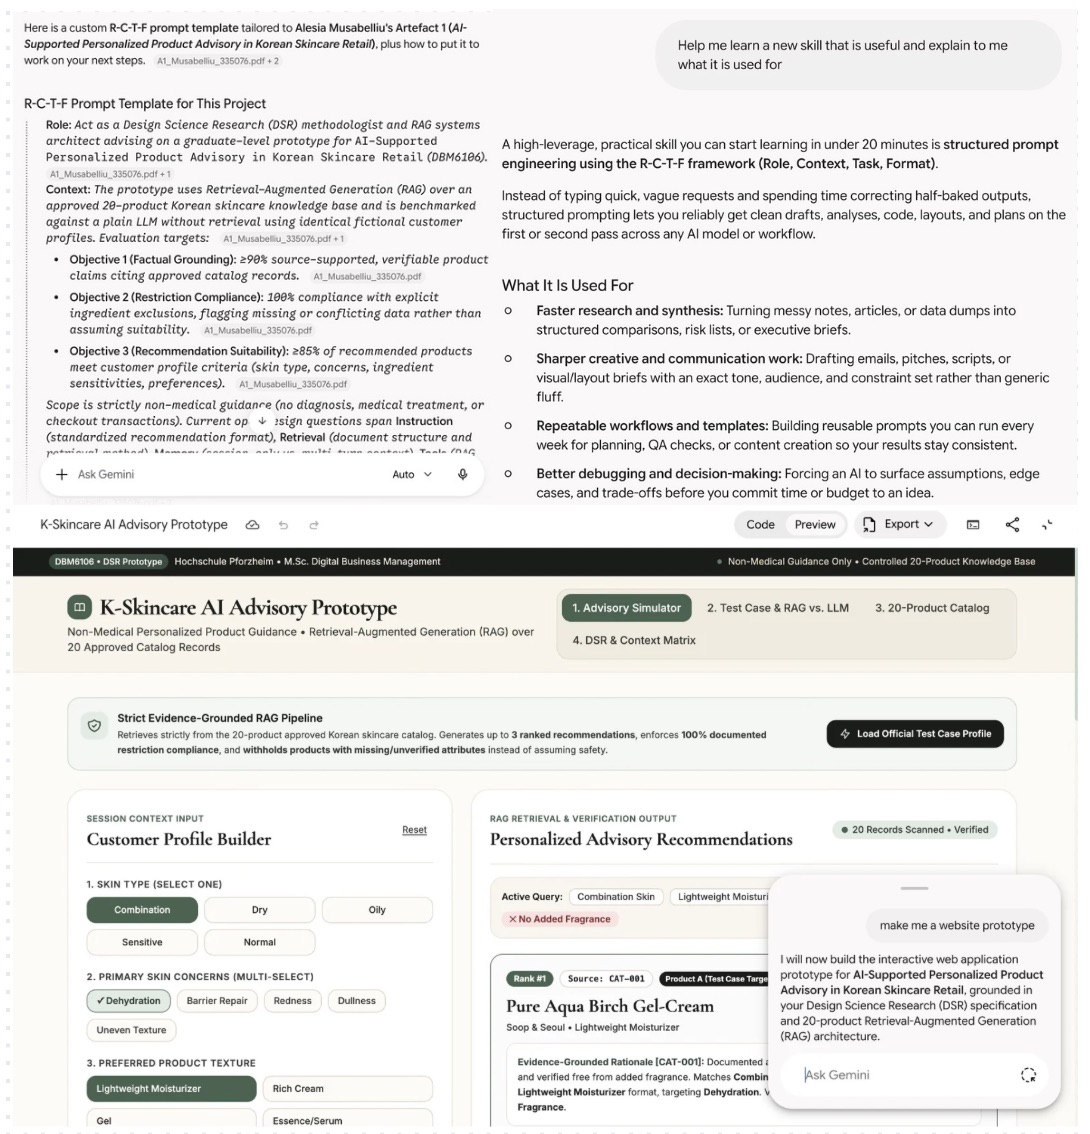 Here is a custom R-C-T-F prompt template tailored to Alesia Musabelliu's Artefact 1 (AI-
Supported Personalized Product Advisory in Korean Skincare Retail), plus how to put it to
work on your next steps. A1_Musabelliu_335076.pdf + 2
R-C-T-F Prompt Template for This Project
Role: Act as a Design Science Research (DSR) methodologist and RAG systems
architect advising on a graduate-level prototype for AI-Supported
Personalized Product Advisory in Korean Skincare Retail (DBM6106).
A1_Musabelliu_335076.pdf + 1
Context: The prototype uses Retrieval-Augmented Generation (RAG) over an
approved 20-product Korean skincare knowledge base and is benchmarked
against a plain LLM without retrieval using identical fictional customer
profiles. Evaluation targets: A1_Musabelliu_335076.pdf + 1
• Objective 1 (Factual Grounding): ≥90% source-supported, verifiable product
claims citing approved catalog records. A1_Musabelliu_335076.pdf
• Objective 2 (Restriction Compliance): 100% compliance with explicit
ingredient exclusions, flagging missing or conflicting data rather than
assuming suitability. A1_Musabelliu_335076.pdf
• Objective 3 (Recommendation Suitability): ≥85% of recommended products
meet customer profile criteria (skin type, concerns, ingredient
sensitivities, preferences). A1_Musabelliu_335076.pdf
Scope is strictly non-medical guidance (no diagnosis, medical treatment, or
checkout transactions). Current op esign questions span Instruction
(standardized recommendation format), Retrieval (document structure and
Ask Gemini
Auto
Help me learn a new skill that is useful and explain to me
what it is used for
A high-leverage, practical skill you can start learning in under 20 minutes is structured prompt
engineering using the R-C-T-F framework (Role, Context, Task, Format).
Instead of typing quick, vague requests and spending time correcting half-baked outputs,
structured prompting lets you reliably get clean drafts, analyses, code, layouts, and plans on the
first or second pass across any AI model or workflow.
What It Is Used For
Faster research and synthesis: Turning messy notes, articles, or data dumps into
structured comparisons, risk lists, or executive briefs.
Sharper creative and communication work: Drafting emails, pitches, scripts, or
visual/layout briefs with an exact tone, audience, and constraint set rather than generic
fluff.
Repeatable workflows and templates: Building reusable prompts you can run every
week for planning, QA checks, or content creation so your results stay consistent.
Better debugging and decision-making: Forcing an AI to surface assumptions, edge
cases, and trade-offs before you commit time or budget to an idea.
K-Skincare AI Advisory Prototype
Code Preview Export
DBM6106 • DSR Prototype Hochschule Pforzheim • M.Sc. Digital Business Management
Non-Medical Guidance Only • Controlled 20-Product Knowledge Base
K-Skincare AI Advisory Prototype
Non-Medical Personalized Product Guidance • Retrieval-Augmented Generation (RAG) over
20 Approved Catalog Records
1. Advisory Simulator 2. Test Case & RAG vs. LLM 3. 20-Product Catalog
4. DSR & Context Matrix
Strict Evidence-Grounded RAG Pipeline
Retrieves strictly from the 20-product approved Korean skincare catalog. Generates up to 3 ranked recommendations, enforces 100% documented
restriction compliance, and withholds products with missing/unverified attributes instead of assuming safety.
Load Official Test Case Profile
SESSION CONTEXT INPUT
Customer Profile Builder
Reset
1. SKIN TYPE (SELECT ONE)
Combination Dry Oily
Sensitive Normal
2. PRIMARY SKIN CONCERNS (MULTI-SELECT)
✓ Dehydration Barrier Repair Redness Dullness
Uneven Texture
3. PREFERRED PRODUCT TEXTURE
Lightweight Moisturizer Rich Cream
Gel Essence/Serum
RAG RETRIEVAL & VERIFICATION OUTPUT
Personalized Advisory Recommendations
20 Records Scanned • Verified
Active Query: Combination Skin Lightweight Moisturi
✕ No Added Fragrance
Rank #1 Source: CAT-001 Product A (Test Case Targe
Pure Aqua Birch Gel-Cream
Soop & Seoul • Lightweight Moisturizer
Evidence-Grounded Rationale [CAT-001]: Documented a
and verified free from added fragrance. Matches Combin
Lightweight Moisturizer format, targeting Dehydration. V
Fragrance.
make me a website prototype
I will now build the interactive web application
prototype for AI-Supported Personalized Product
Advisory in Korean Skincare Retail, grounded in
your Design Science Research (DSR) specification
and 20-product Retrieval-Augmented Generation
(RAG) architecture.
Ask Gemini